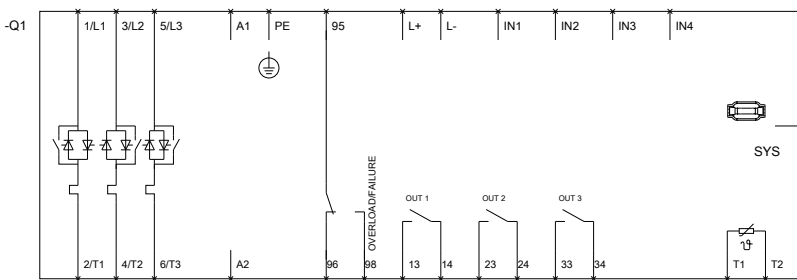 -Q1
1/L1 3/L2 5/L3 A1 PE 95 L+ L- IN1 IN2 IN3 IN4
SYS
OVERLOAD/FAILURE
OUT 1 OUT 2 OUT 3
ϑ
2/T1 4/T2 6/T3 A2 96 98 13 14 23 24 33 34 T1 T2